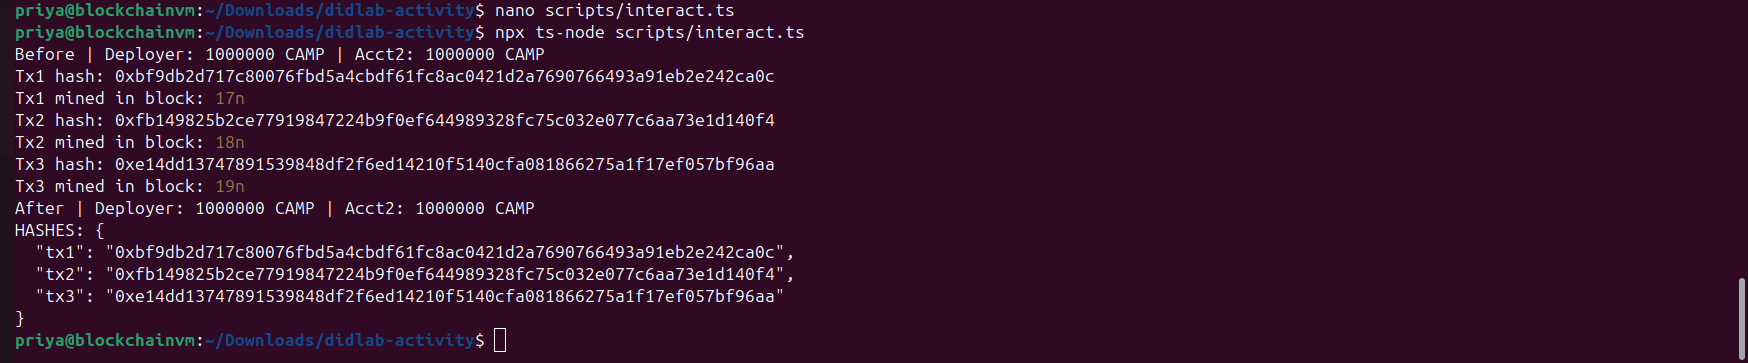 priya@blockchainvm:~/Downloads/didlab-activity$ nano scripts/interact.ts
priya@blockchainvm:~/Downloads/didlab-activity$ npx ts-node scripts/interact.ts
Before | Deployer: 1000000 CAMP | Acct2: 1000000 CAMP
Tx1 hash: 0xbf9db2d717c80076fbd5a4cbdf61fc8ac0421d2a7690766493a91eb2e242ca0c
Tx1 mined in block: 17n
Tx2 hash: 0xfb149825b2ce77919847224b9f0ef644989328fc75c032e077c6aa73e1d140f4
Tx2 mined in block: 18n
Tx3 hash: 0xe14dd13747891539848df2f6ed14210f5140cfa081866275a1f17ef057bf96aa
Tx3 mined in block: 19n
After | Deployer: 1000000 CAMP | Acct2: 1000000 CAMP
HASHES: {
  "tx1": "0xbf9db2d717c80076fbd5a4cbdf61fc8ac0421d2a7690766493a91eb2e242ca0c",
  "tx2": "0xfb149825b2ce77919847224b9f0ef644989328fc75c032e077c6aa73e1d140f4",
  "tx3": "0xe14dd13747891539848df2f6ed14210f5140cfa081866275a1f17ef057bf96aa"
}
priya@blockchainvm:~/Downloads/didlab-activity$